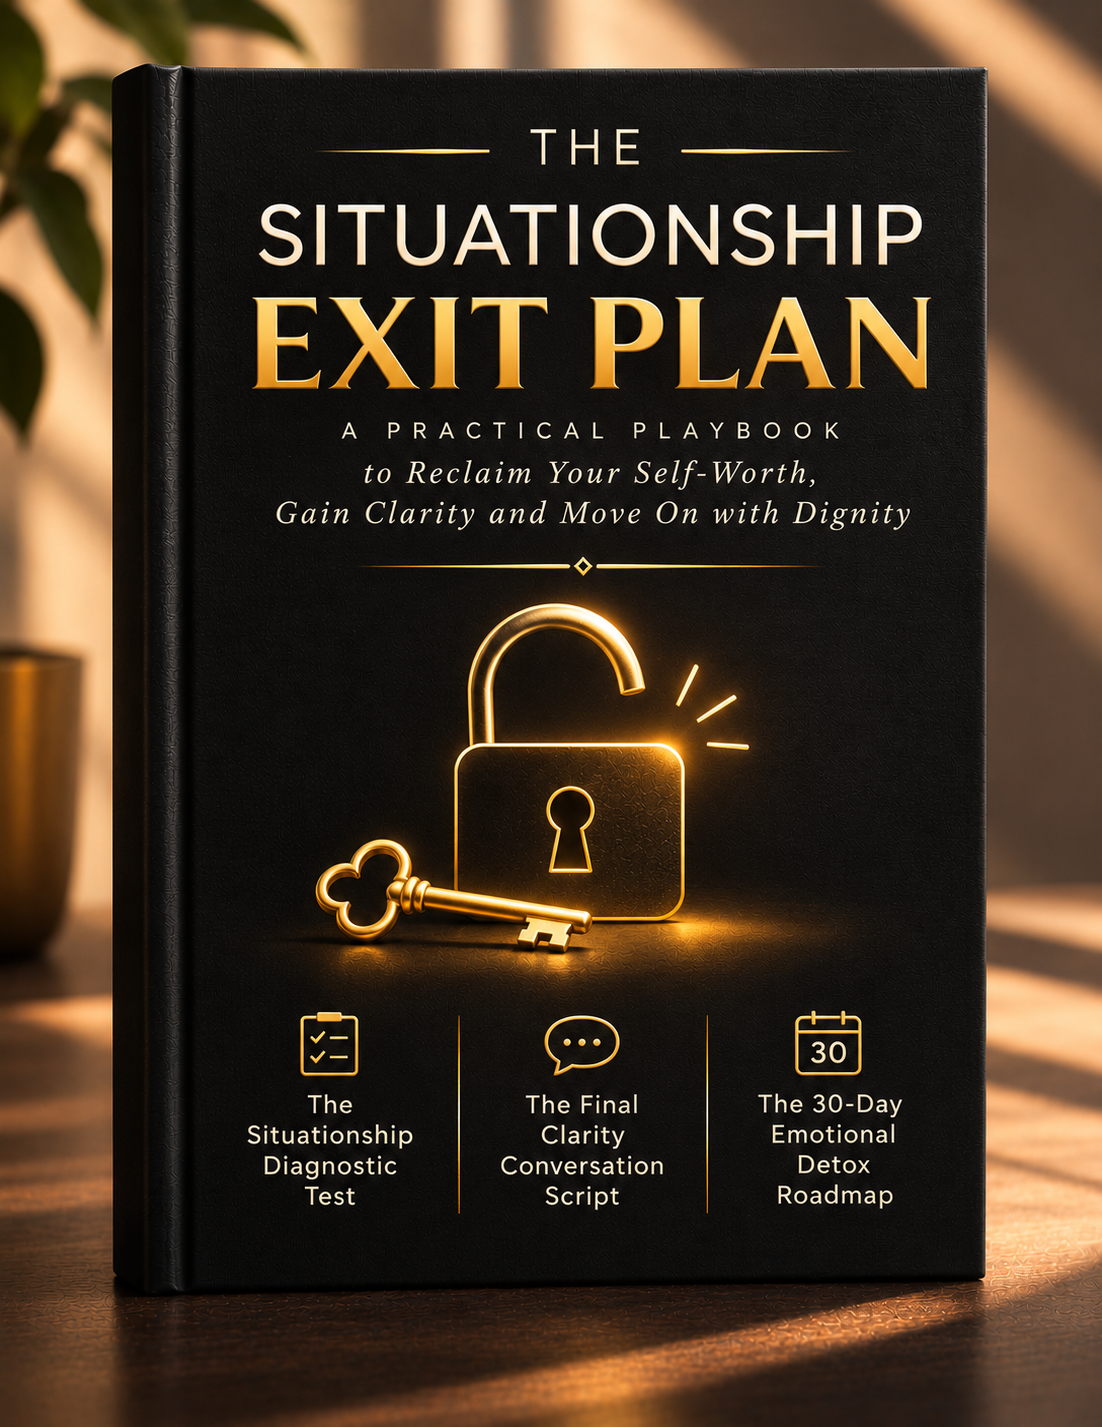 THE
SITUATIONSHIP
EXIT PLAN
A PRACTICAL PLAYBOOK
to Reclaim Your Self-Worth,
Gain Clarity and Move On with Dignity
The
Situationship
Diagnostic
Test
The Final
Clarity
Conversation
Script
30
The 30-Day
Emotional
Detox
Roadmap